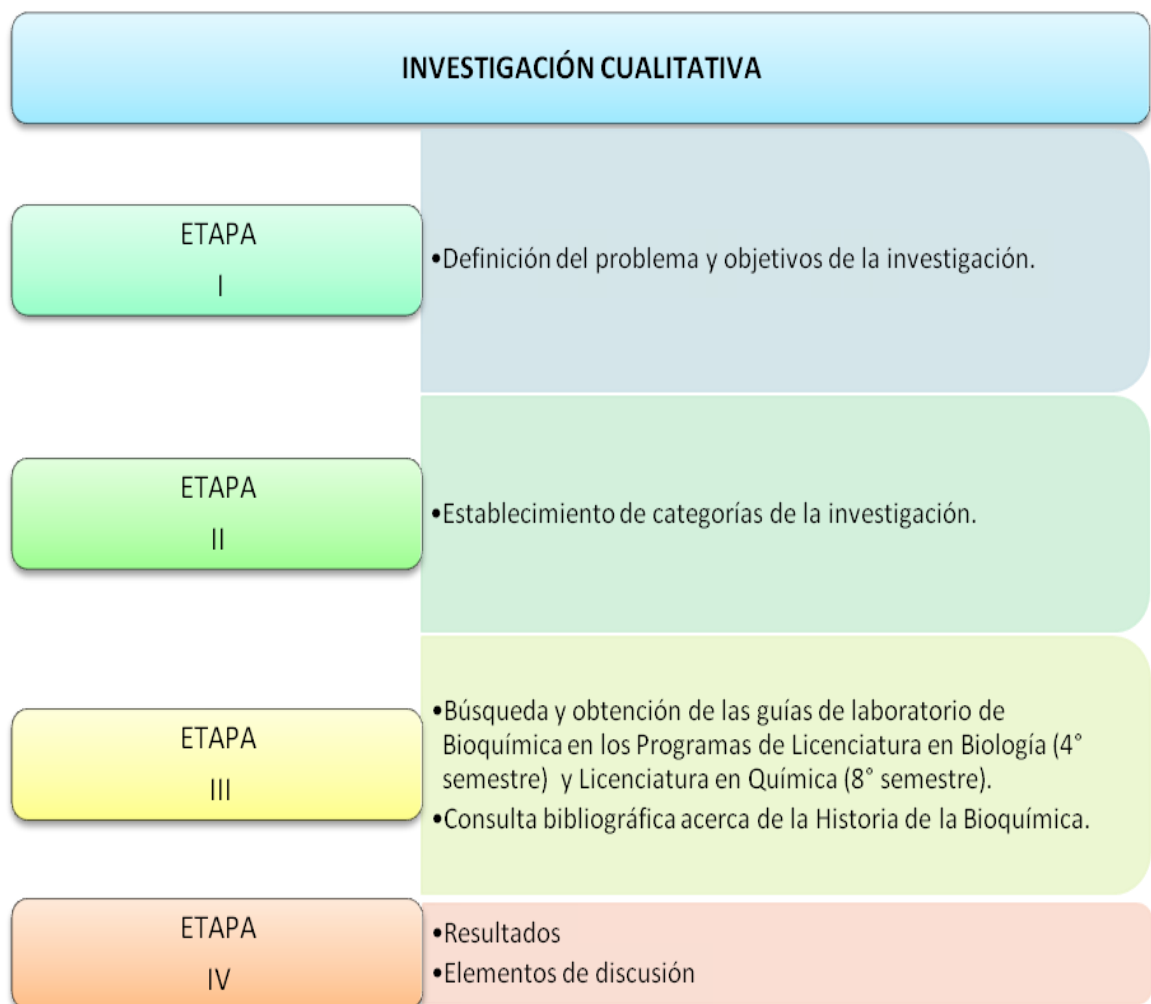 INVESTIGACIÓN CUALITATIVA
ETAPA
I
•Definición del problema y objetivos de la investigación.
ETAPA
II
•Establecimiento de categorías de la investigación.
ETAPA
III
•Búsqueda y obtención de las guías de laboratorio de
Bioquímica en los Programas de Licenciatura en Biología (4°
semestre) y Licenciatura en Química (8° semestre).
•Consulta bibliográfica acerca de la Historia de la Bioquímica.
ETAPA
IV
•Resultados
•Elementos de discusión